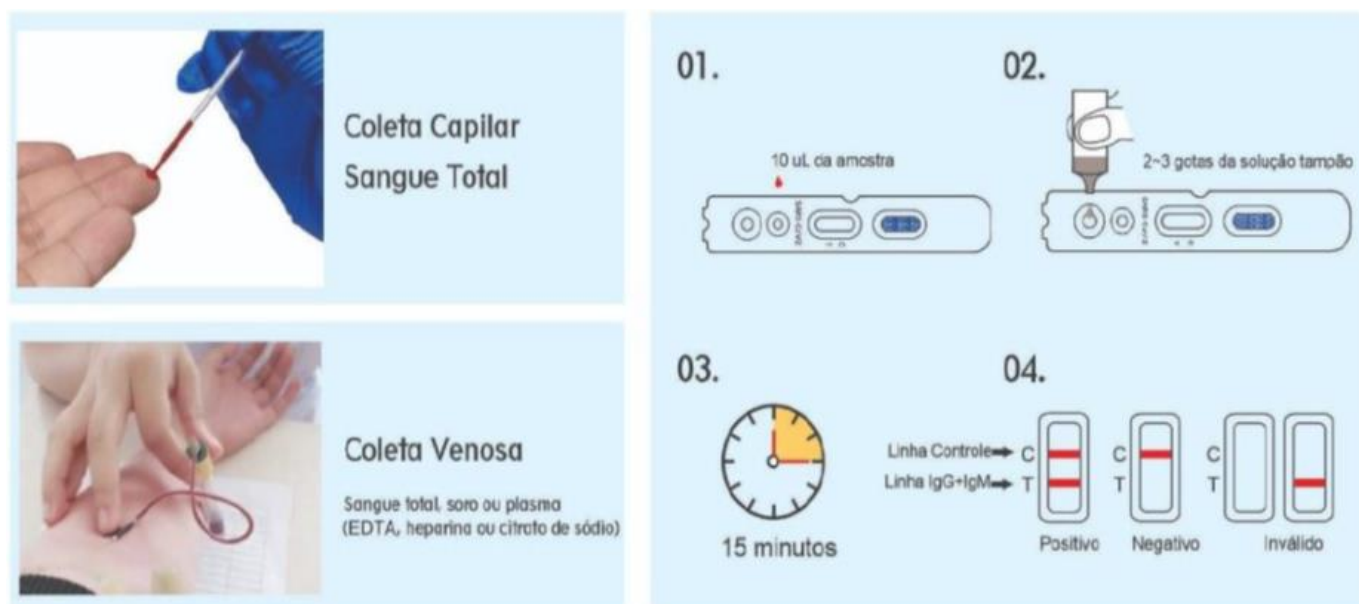 Coleta Capilar
Sangue Total
Coleta Venosa
Sangue total, soro ou plasma
(EDTA, heparina ou citrato de sódio)
01.
10 uL da amostra
02.
2~3 gotas da solução tampão
03.
15 minutos
04.
Linha Controle
C
C
C
Linha IgG+IgM
T
T
T
Positivo
Negativo
Inválido